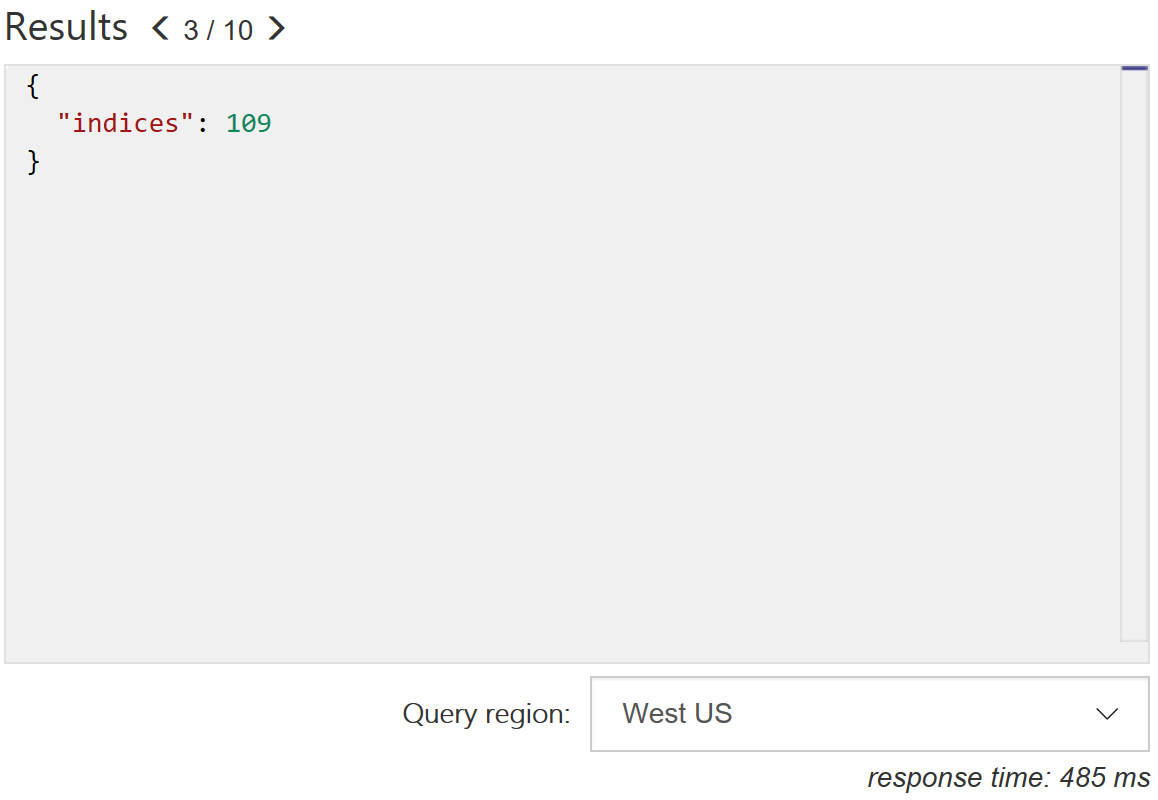 Results < 3 / 10 >
{
  "indices": 109
}
Query region: West US
response time: 485 ms